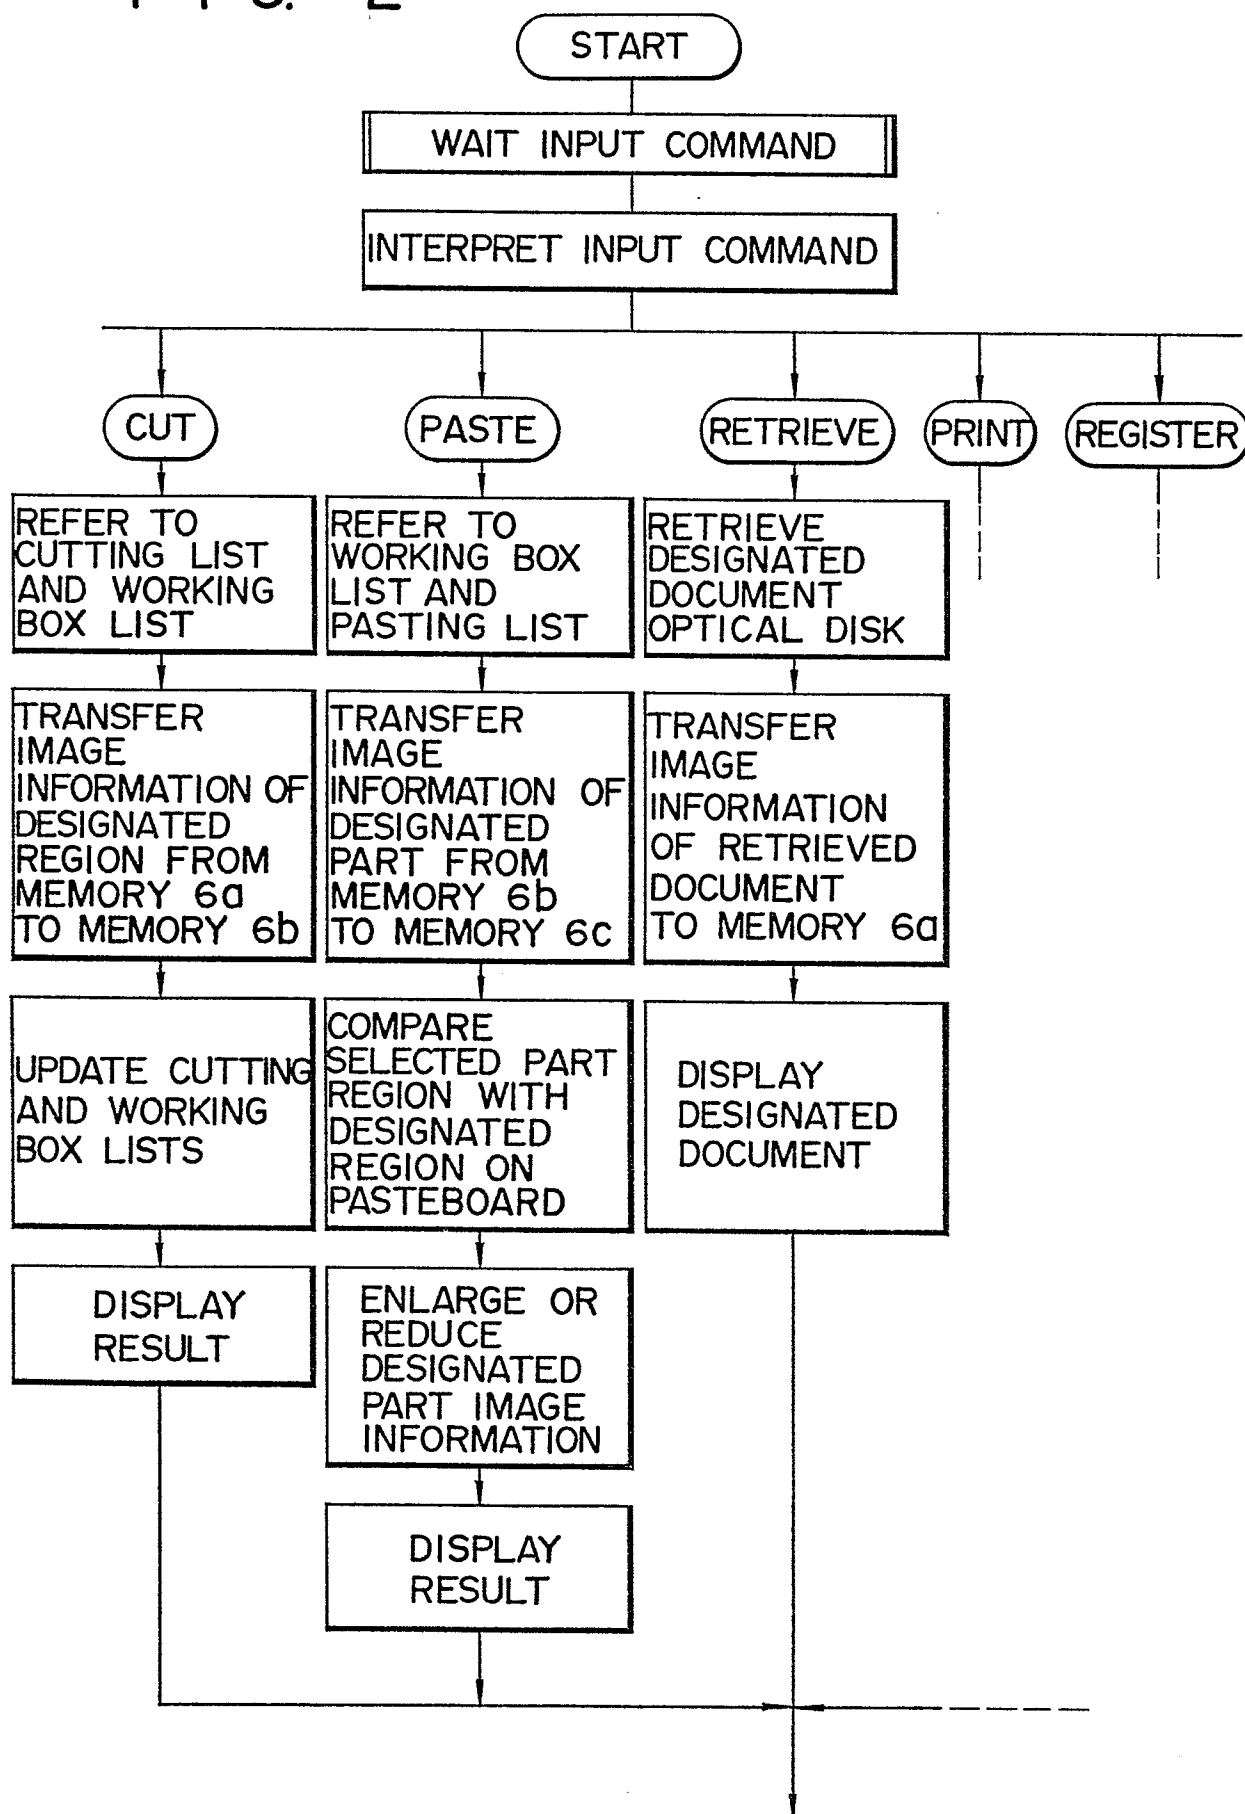 FIG. 2
START
WAIT INPUT COMMAND
INTERPRET INPUT COMMAND
CUT
PASTE
RETRIEVE
PRINT
REGISTER
REFER TO
CUTTING LIST
AND WORKING
BOX LIST
TRANSFER
IMAGE
INFORMATION OF
DESIGNATED
REGION FROM
MEMORY 6a
TO MEMORY 6b
UPDATE CUTTING
AND WORKING
BOX LISTS
DISPLAY
RESULT
REFER TO
WORKING BOX
LIST AND
PASTING LIST
TRANSFER
IMAGE
INFORMATION OF
DESIGNATED
PART FROM
MEMORY 6b
TO MEMORY 6c
COMPARE
SELECTED PART
REGION WITH
DESIGNATED
REGION ON
PASTEBOARD
ENLARGE OR
REDUCE
DESIGNATED
PART IMAGE
INFORMATION
DISPLAY
RESULT
RETRIEVE
DESIGNATED
DOCUMENT
OPTICAL DISK
TRANSFER
IMAGE
INFORMATION
OF RETRIEVED
DOCUMENT
TO MEMORY 6a
DISPLAY
DESIGNATED
DOCUMENT